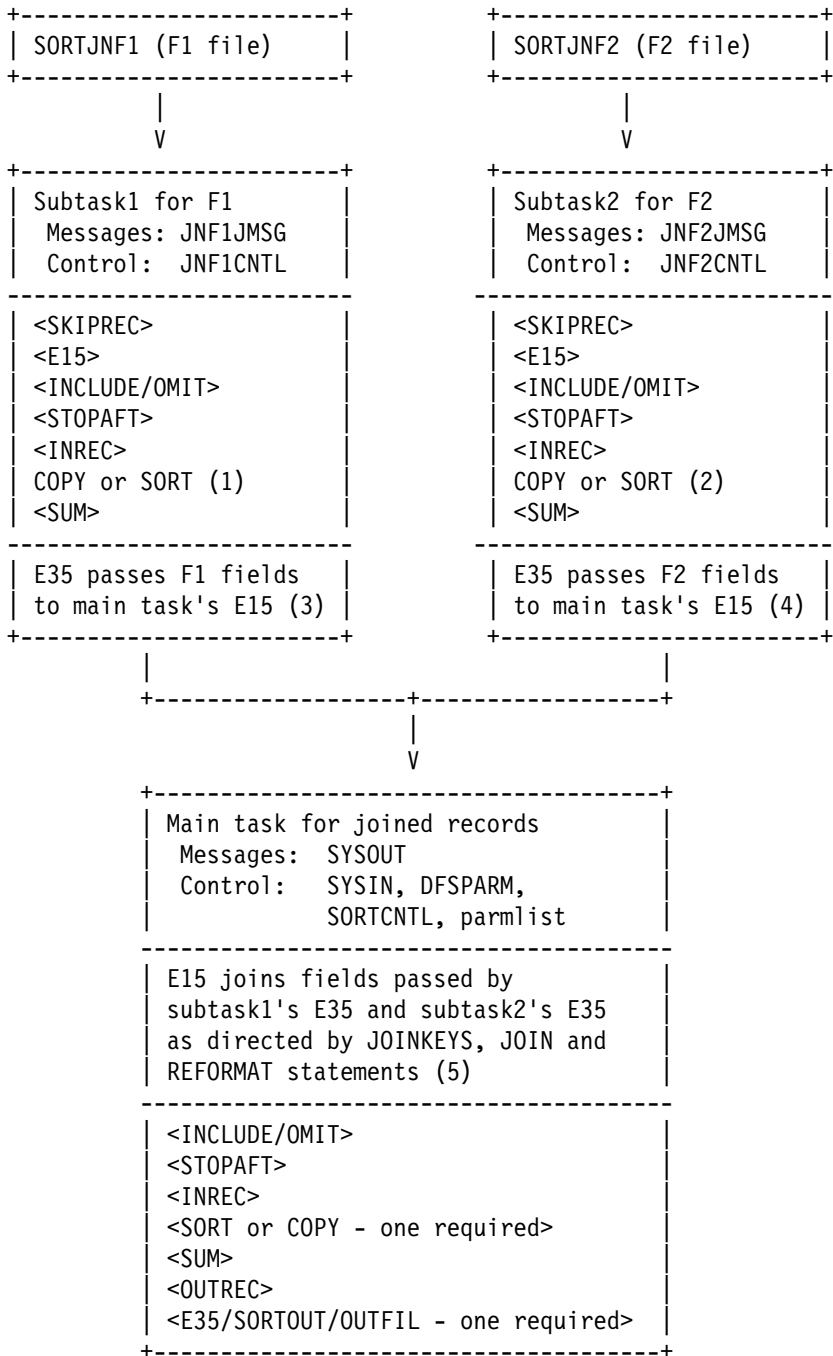 SORTJNF1 (F1 file)
SORTJNF2 (F2 file)
V
V
Subtask1 for F1
Messages: JNF1JMSG
Control: JNF1CNTL
<SKIPREC>
<E15>
<INCLUDE/OMIT>
<STOPAFT>
<INREC>
COPY or SORT (1)
<SUM>
E35 passes F1 fields
to main task's E15 (3)
Subtask2 for F2
Messages: JNF2JMSG
Control: JNF2CNTL
<SKIPREC>
<E15>
<INCLUDE/OMIT>
<STOPAFT>
<INREC>
COPY or SORT (2)
<SUM>
E35 passes F2 fields
to main task's E15 (4)
V
Main task for joined records
Messages: SYSOUT
Control: SYSIN, DFSPARM,
SORTCNTL, parmlist
E15 joins fields passed by
subtask1's E35 and subtask2's E35
as directed by JOINKEYS, JOIN and
REFORMAT statements (5)
<INCLUDE/OMIT>
<STOPAFT>
<INREC>
<SORT or COPY - one required>
<SUM>
<OUTREC>
<E35/SORTOUT/OUTFIL - one required>